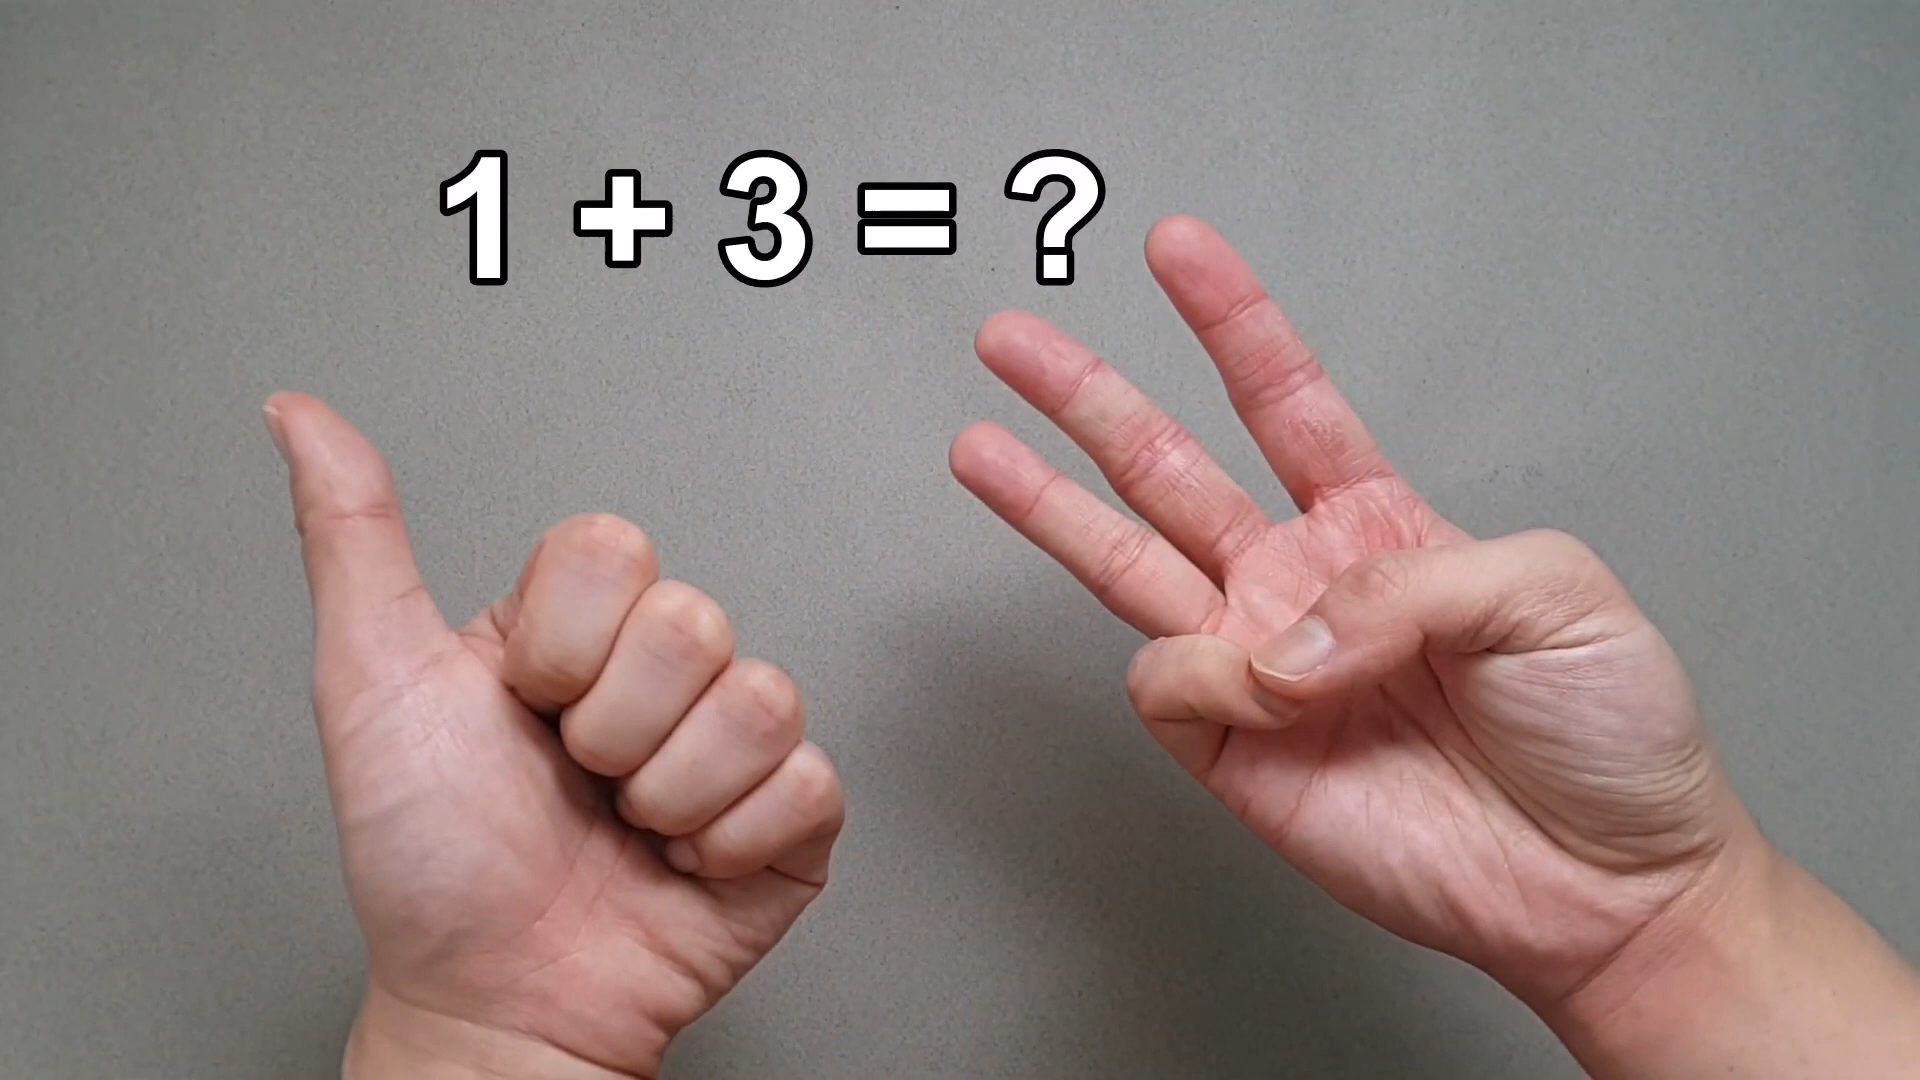 1 + 3 = ?